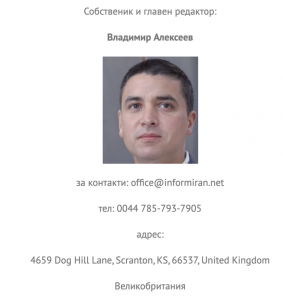 Собственик и главен редактор:
Владимир Алексеев
за контакти: office@informiran.net
тел: 0044 785-793-7905
адрес:
4659 Dog Hill Lane, Scranton, KS, 66537, United Kingdom
Великобритания